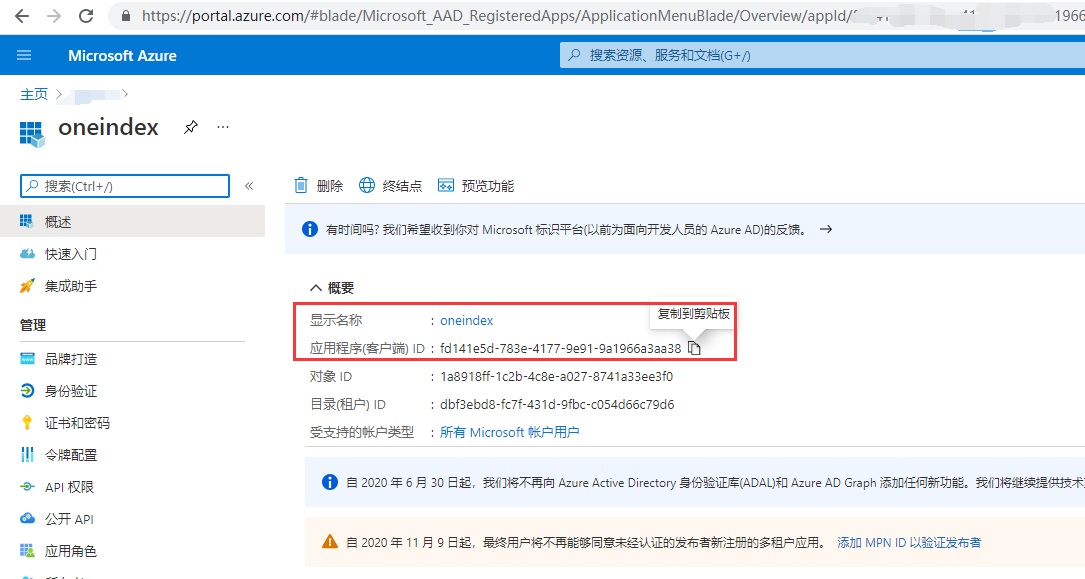 https://portal.azure.com/#blade/Microsoft_AAD_RegisteredApps/ApplicationMenuBlade/Overview/appId/
Microsoft Azure
搜索资源、服务和文档(G+/)
主页
oneindex
搜索(Ctrl+/)
«
删除
终结点
预览功能
概述
有时间吗? 我们希望收到你对 Microsoft 标识平台(以前为面向开发人员的 Azure AD)的反馈。 →
快速入门
集成助手
概要
管理
显示名称 : oneindex
复制到剪贴板
应用程序(客户端) ID : fd141e5d-783e-4177-9e91-9a1966a3aa38
品牌打造
对象 ID : 1a8918ff-1c2b-4c8e-a027-8741a33ee3f0
身份验证
目录(租户) ID : dbf3ebd8-fc7f-431d-9fbc-c054d66c79d6
证书和密码
受支持的帐户类型 : 所有 Microsoft 帐户用户
令牌配置
API 权限
自 2020 年 6 月 30 日起，我们将不再向 Azure Active Directory 身份验证库(ADAL)和 Azure AD Graph 添加任何新功能。我们将继续提供技术
公开 API
应用角色
自 2020 年 11 月 9 日起，最终用户将不再能够同意未经认证的发布者新注册的多租户应用。 添加 MPN ID 以验证发布者